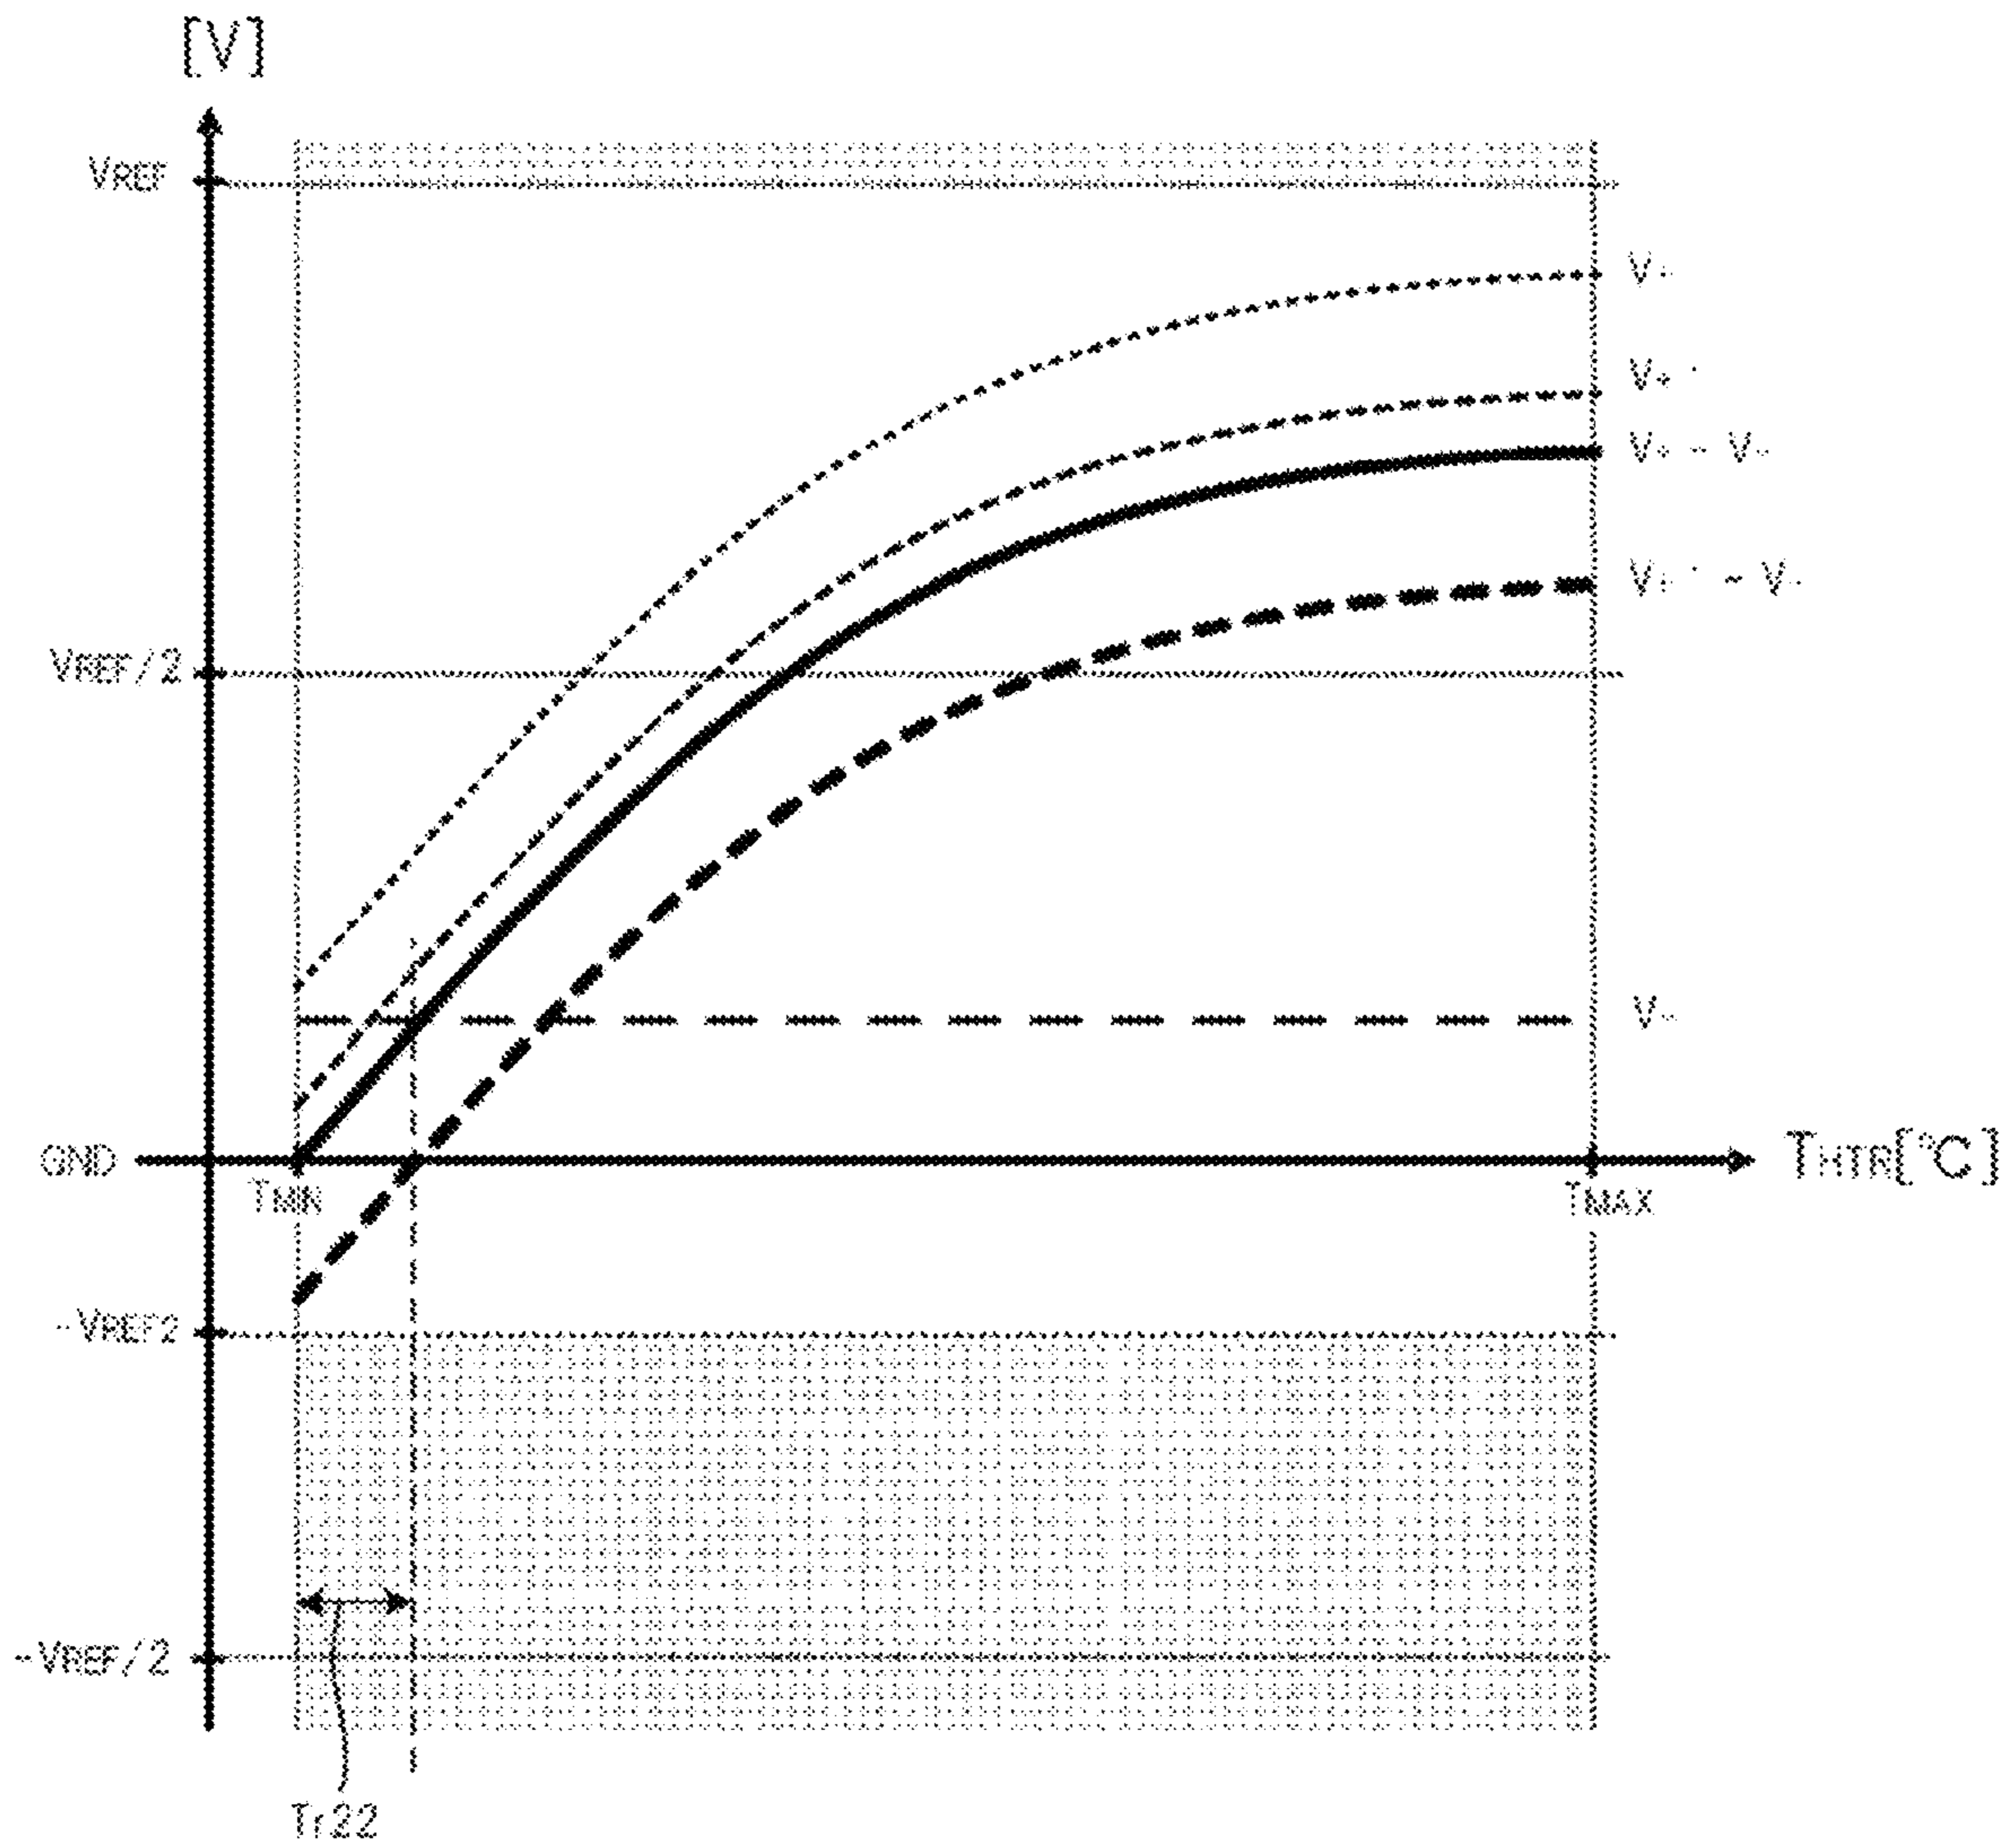 [V]
VREF
V+
V+'
V+ - V-
V+' - V-
VREF/2
V-
GND
THTR[°C]
TMIN
TMAX
-VREF2
-VREF/2
Tr22